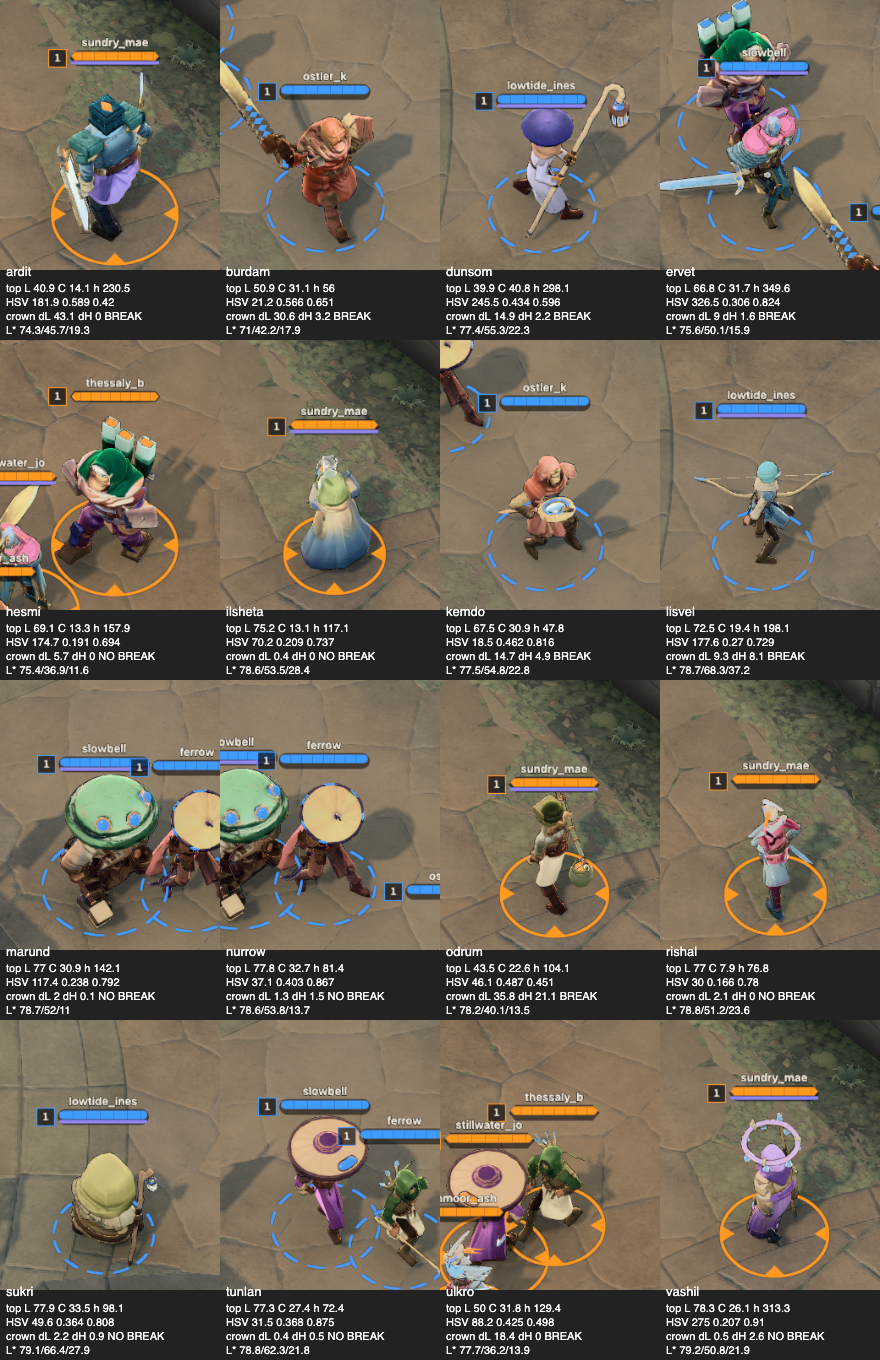 sundry_mae
1
ardit
top L 40.9 C 14.1 h 230.5
HSV 181.9 0.589 0.42
crown dL 43.1 dH 0 BREAK
L* 74.3/45.7/19.3
ostler_k
1
burdam
top L 50.9 C 31.1 h 56
HSV 21.2 0.566 0.651
crown dL 30.6 dH 3.2 BREAK
L* 71/42.2/17.9
lowtide_ines
1
dunsom
top L 39.9 C 40.8 h 298.1
HSV 245.5 0.434 0.596
crown dL 14.9 dH 2.2 BREAK
L* 77.4/55.3/22.3
slowbell
1
1
ervet
top L 66.8 C 31.7 h 349.6
HSV 326.5 0.306 0.824
crown dL 9 dH 1.6 BREAK
L* 75.6/50.1/15.9
thessaly_b
1
water_jo
r_ash
hesmi
top L 69.1 C 13.3 h 157.9
HSV 174.7 0.191 0.694
crown dL 5.7 dH 0 NO BREAK
L* 75.4/36.9/11.6
sundry_mae
1
ilsheta
top L 75.2 C 13.1 h 117.1
HSV 70.2 0.209 0.737
crown dL 0.4 dH 0 NO BREAK
L* 78.6/53.5/28.4
ostler_k
1
kemdo
top L 67.5 C 30.9 h 47.8
HSV 18.5 0.462 0.816
crown dL 14.7 dH 4.9 BREAK
L* 77.5/54.8/22.8
lowtide_ines
1
lisvel
top L 72.5 C 19.4 h 198.1
HSV 177.6 0.27 0.729
crown dL 9.3 dH 8.1 BREAK
L* 78.7/68.3/37.2
slowbell
1
ferrow
1
marund
top L 77 C 30.9 h 142.1
HSV 117.4 0.238 0.792
crown dL 2 dH 0.1 NO BREAK
L* 78.7/52/11
owbell
ferrow
1
os
1
nurrow
top L 77.8 C 32.7 h 81.4
HSV 37.1 0.403 0.867
crown dL 1.3 dH 1.5 NO BREAK
L* 78.6/53.8/13.7
sundry_mae
1
odrum
top L 43.5 C 22.6 h 104.1
HSV 46.1 0.487 0.451
crown dL 35.8 dH 21.1 BREAK
L* 78.2/40.1/13.5
sundry_mae
1
rishal
top L 77 C 7.9 h 76.8
HSV 30 0.166 0.78
crown dL 2.1 dH 0 NO BREAK
L* 78.8/51.2/23.6
lowtide_ines
1
sukri
top L 77.9 C 33.5 h 98.1
HSV 49.6 0.364 0.808
crown dL 2.2 dH 0.9 NO BREAK
L* 79.1/66.4/27.9
slowbell
1
ferrow
1
tunlan
top L 77.3 C 27.4 h 72.4
HSV 31.5 0.368 0.875
crown dL 0.4 dH 0.5 NO BREAK
L* 78.8/62.3/21.8
thessaly_b
1
stillwater_jo
nmoor_ash
ulkro
top L 50 C 31.8 h 129.4
HSV 88.2 0.425 0.498
crown dL 18.4 dH 0 BREAK
L* 77.7/36.2/13.9
sundry_mae
1
vashil
top L 78.3 C 26.1 h 313.3
HSV 275 0.207 0.91
crown dL 0.5 dH 2.6 NO BREAK
L* 79.2/50.8/21.9